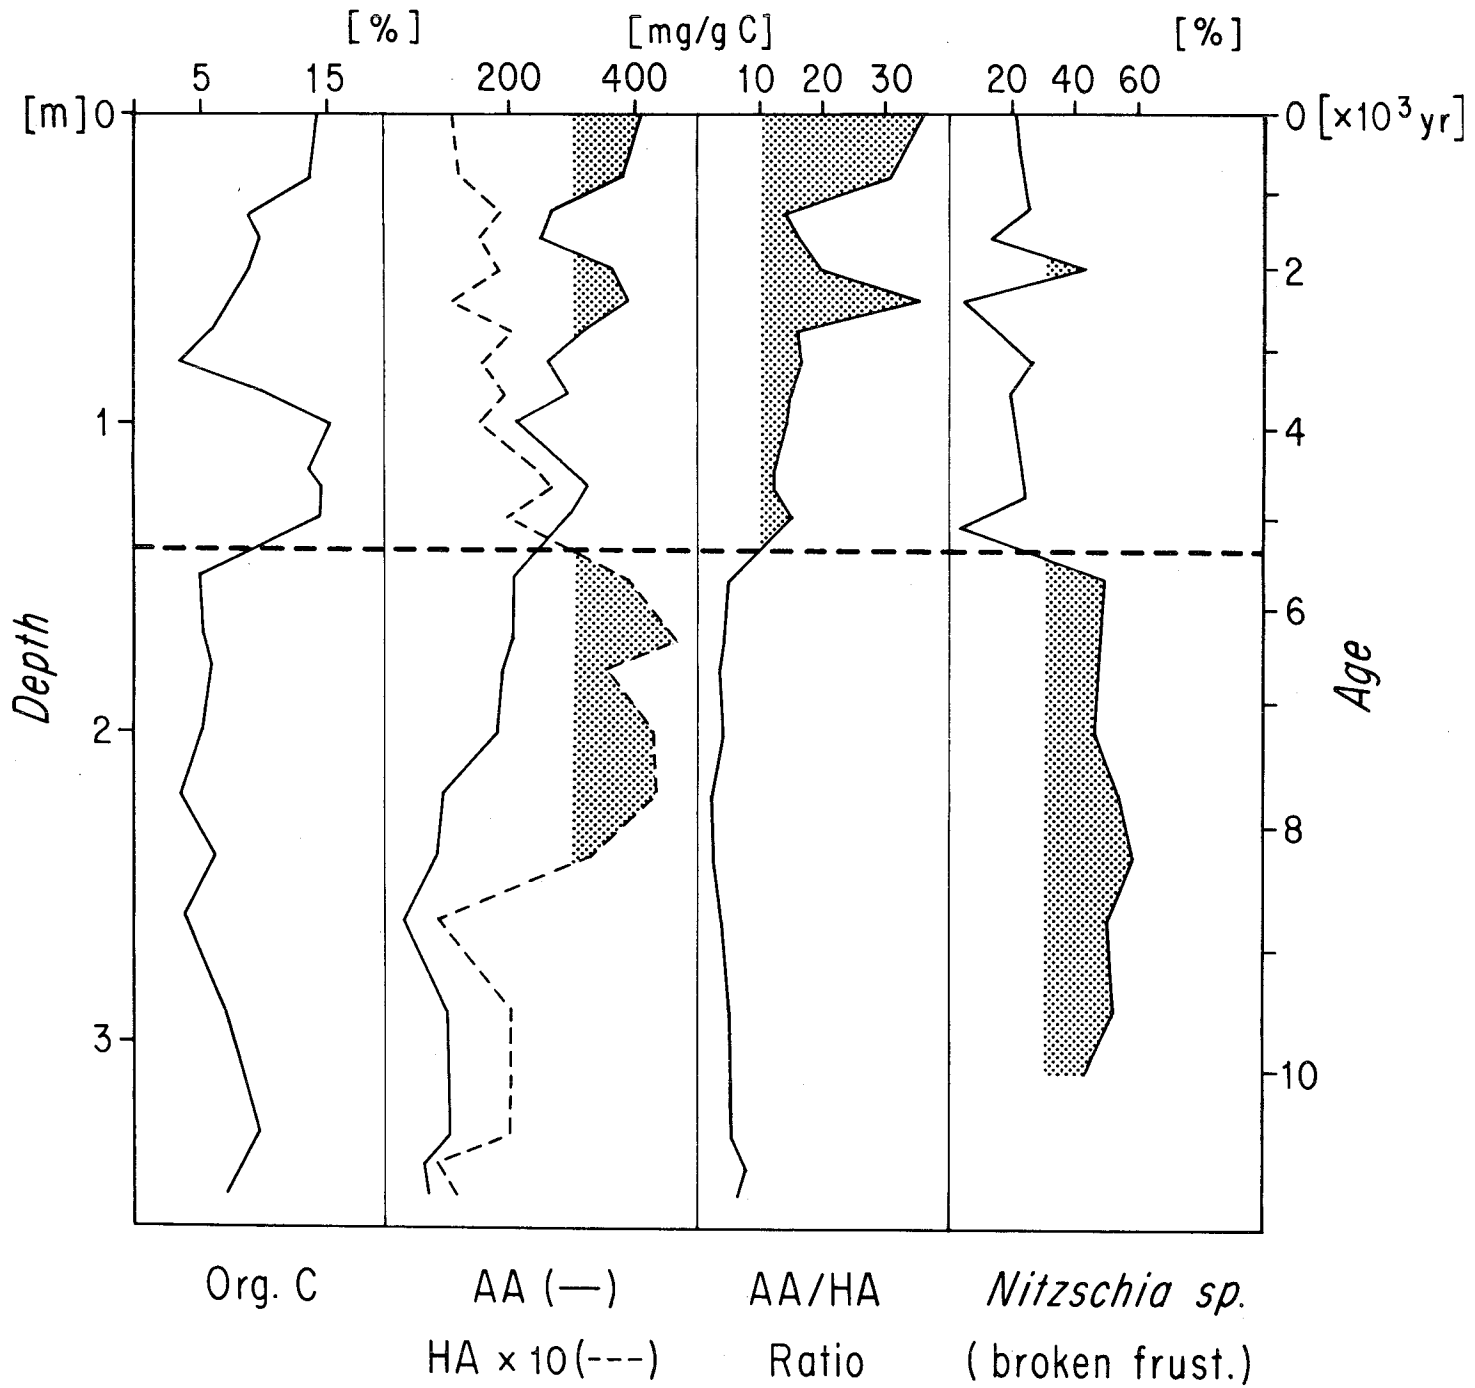 [%] [mg/g C] [%]
5 15 200 400 10 20 30 20 40 60
[m] 0 0 [×10³ yr]
2
1
4
6
Depth
Age
2
8
3
10
Org. C AA (—) AA/HA Nitzschia sp.
HA × 10 (---) Ratio (broken frust.)